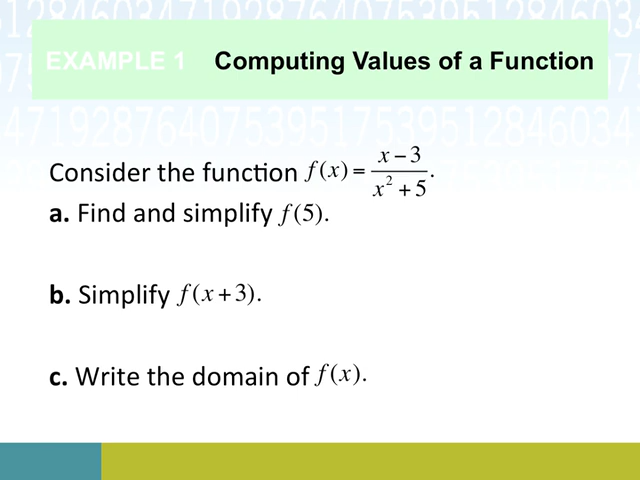 EXAMPLE 1 Computing Values of a Function
Consider the function f(x) = (x − 3)/(x² + 5).
a. Find and simplify f(5).
b. Simplify f(x + 3).
c. Write the domain of f(x).